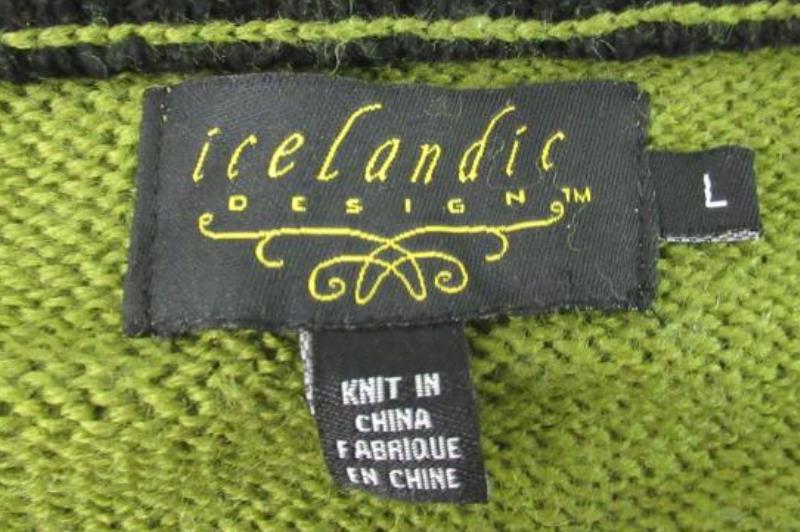 icelandic
DESIGN™
L
KNIT IN
CHINA
FABRIQUE
EN CHINE